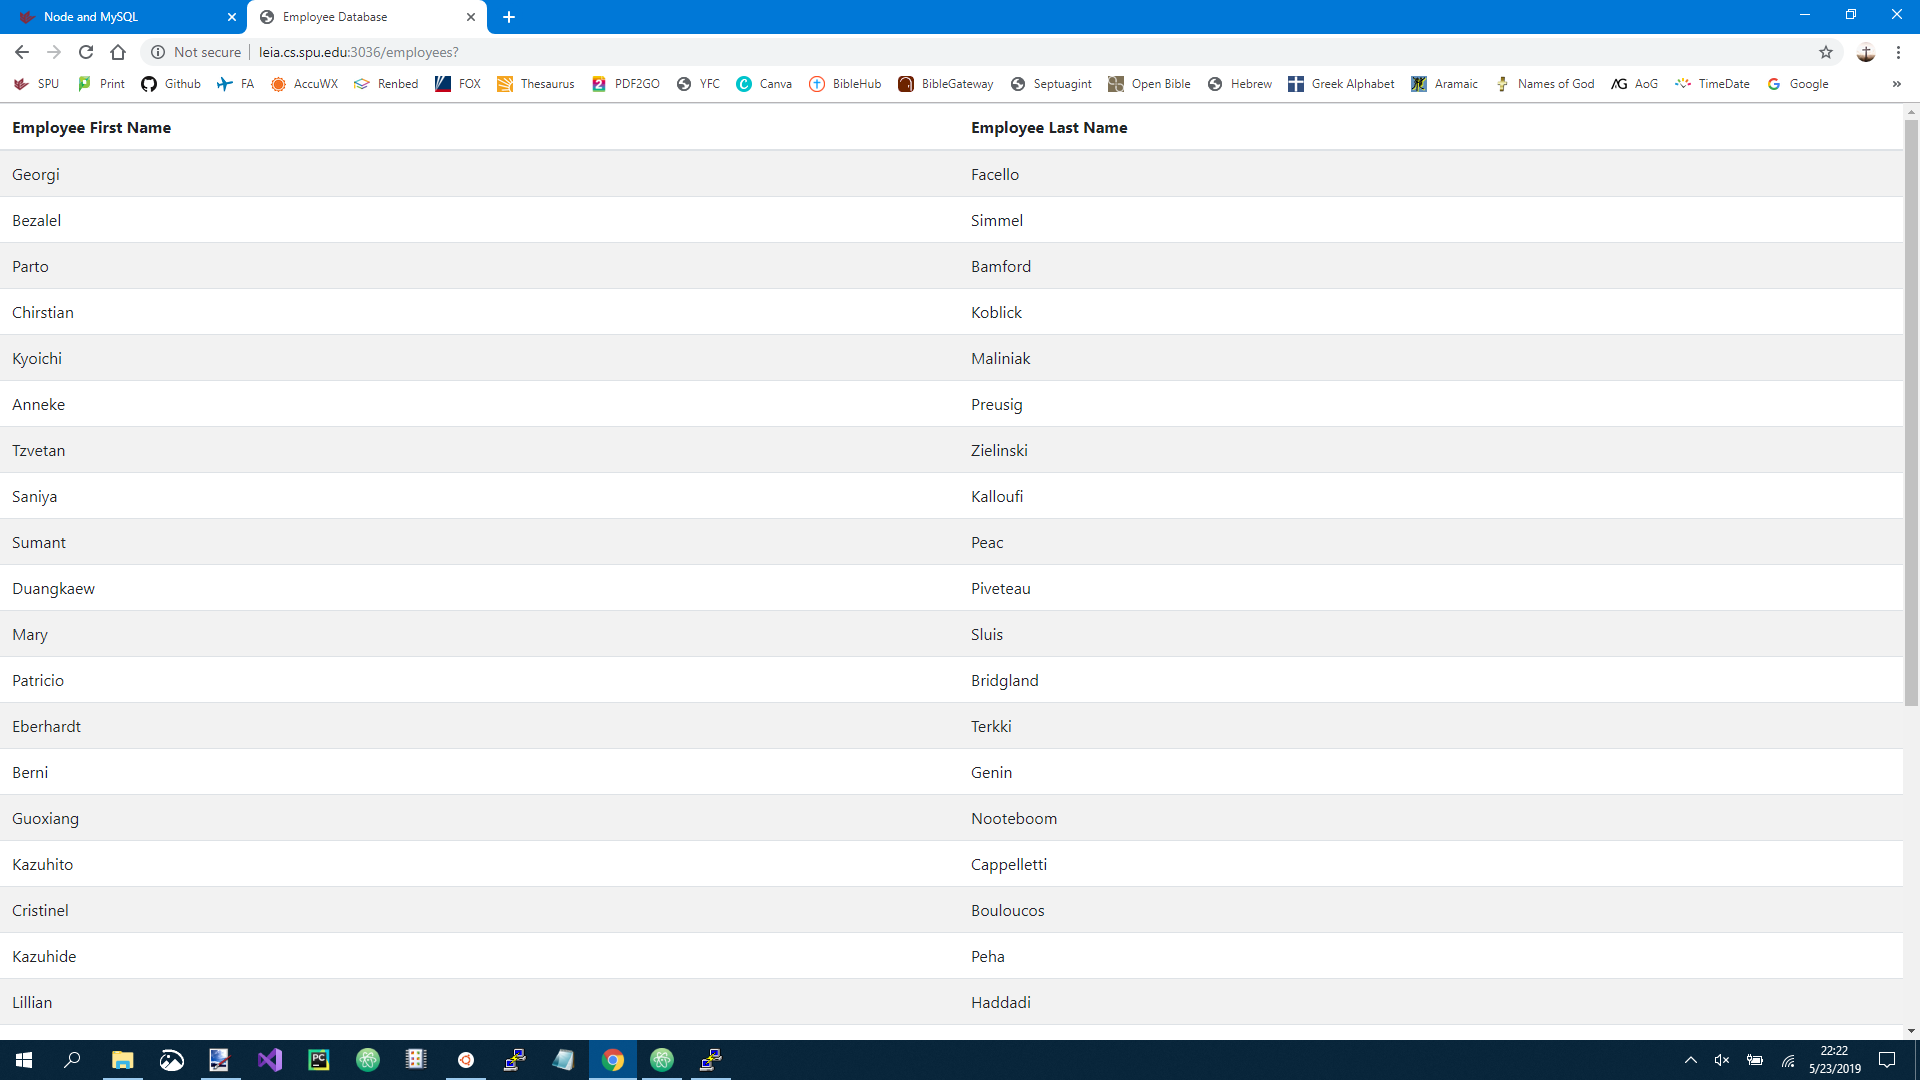 Node and MySQL
Employee Database
Not secure leia.cs.spu.edu:3036/employees?
SPU Print Github FA AccuWX Renbed FOX Thesaurus PDF2GO YFC Canva BibleHub BibleGateway Septuagint Open Bible Hebrew Greek Alphabet Aramaic Names of God AoG TimeDate Google »
Employee First Name Employee Last Name
Georgi Facello
Bezalel Simmel
Parto Bamford
Chirstian Koblick
Kyoichi Maliniak
Anneke Preusig
Tzvetan Zielinski
Saniya Kalloufi
Sumant Peac
Duangkaew Piveteau
Mary Sluis
Patricio Bridgland
Eberhardt Terkki
Berni Genin
Guoxiang Nooteboom
Kazuhito Cappelletti
Cristinel Bouloucos
Kazuhide Peha
Lillian Haddadi
22:22
5/23/2019